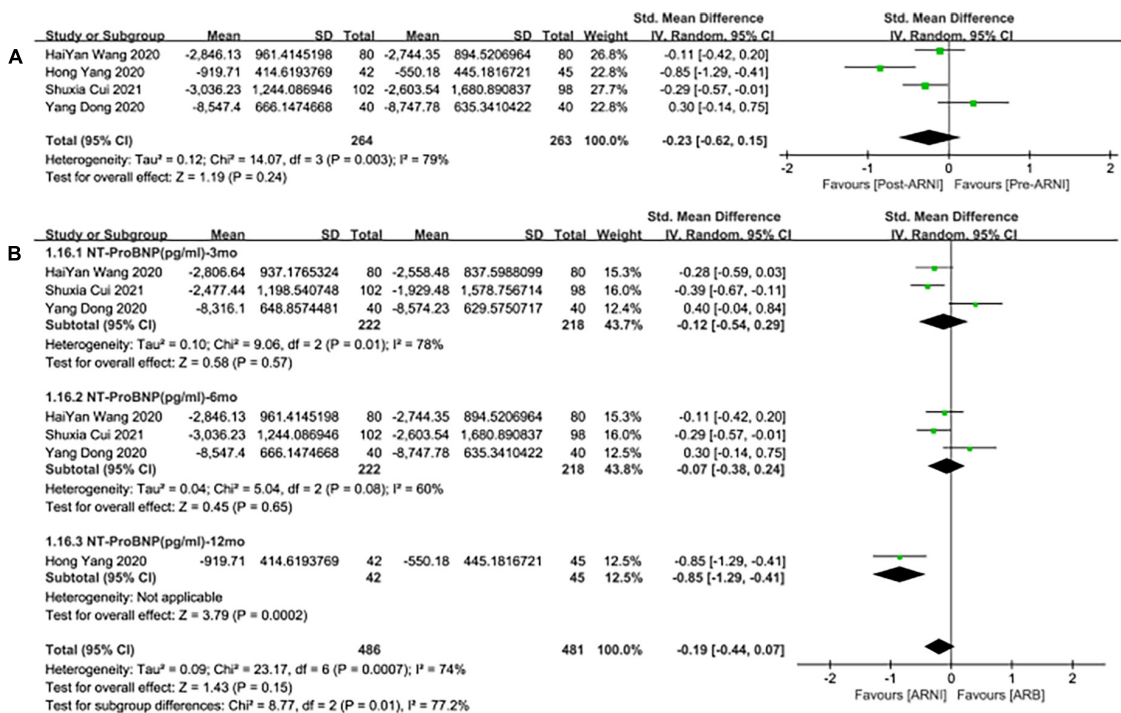 A
Std. Mean Difference Std. Mean Difference
Study or Subgroup Mean SD Total Mean SD Total Weight IV, Random, 95% CI IV, Random, 95% CI
HaiYan Wang 2020 -2,846.13 961.4145198 80 -2,744.35 894.5206964 80 26.8% -0.11 [-0.42, 0.20]
Hong Yang 2020 -919.71 414.6193769 42 -550.18 445.1816721 45 22.8% -0.85 [-1.29, -0.41]
Shuxia Cui 2021 -3,036.23 1,244.086946 102 -2,603.54 1,680.890837 98 27.7% -0.29 [-0.57, -0.01]
Yang Dong 2020 -8,547.4 666.1474668 40 -8,747.78 635.3410422 40 22.8% 0.30 [-0.14, 0.75]
Total (95% CI) 264 263 100.0% -0.23 [-0.62, 0.15]
Heterogeneity: Tau² = 0.12; Chi² = 14.07, df = 3 (P = 0.003); I² = 79%
Test for overall effect: Z = 1.19 (P = 0.24)
-2 -1 0 1 2
Favours [Post-ARNI] Favours [Pre-ARNI]
B
Std. Mean Difference Std. Mean Difference
Study or Subgroup Mean SD Total Mean SD Total Weight IV, Random, 95% CI IV, Random, 95% CI
1.16.1 NT-ProBNP(pg/ml)-3mo
HaiYan Wang 2020 -2,806.64 937.1765324 80 -2,558.48 837.5988099 80 15.3% -0.28 [-0.59, 0.03]
Shuxia Cui 2021 -2,477.44 1,198.540748 102 -1,929.48 1,578.756714 98 16.0% -0.39 [-0.67, -0.11]
Yang Dong 2020 -8,316.1 648.8574481 40 -8,574.23 629.5750717 40 12.4% 0.40 [-0.04, 0.84]
Subtotal (95% CI) 222 218 43.7% -0.12 [-0.54, 0.29]
Heterogeneity: Tau² = 0.10; Chi² = 9.06, df = 2 (P = 0.01); I² = 78%
Test for overall effect: Z = 0.58 (P = 0.57)
1.16.2 NT-ProBNP(pg/ml)-6mo
HaiYan Wang 2020 -2,846.13 961.4145198 80 -2,744.35 894.5206964 80 15.3% -0.11 [-0.42, 0.20]
Shuxia Cui 2021 -3,036.23 1,244.086946 102 -2,603.54 1,680.890837 98 16.0% -0.29 [-0.57, -0.01]
Yang Dong 2020 -8,547.4 666.1474668 40 -8,747.78 635.3410422 40 12.5% 0.30 [-0.14, 0.75]
Subtotal (95% CI) 222 218 43.8% -0.07 [-0.38, 0.24]
Heterogeneity: Tau² = 0.04; Chi² = 5.04, df = 2 (P = 0.08); I² = 60%
Test for overall effect: Z = 0.45 (P = 0.65)
1.16.3 NT-ProBNP(pg/ml)-12mo
Hong Yang 2020 -919.71 414.6193769 42 -550.18 445.1816721 45 12.5% -0.85 [-1.29, -0.41]
Subtotal (95% CI) 42 45 12.5% -0.85 [-1.29, -0.41]
Heterogeneity: Not applicable
Test for overall effect: Z = 3.79 (P = 0.0002)
Total (95% CI) 486 481 100.0% -0.19 [-0.44, 0.07]
Heterogeneity: Tau² = 0.09; Chi² = 23.17, df = 6 (P = 0.0007); I² = 74%
Test for overall effect: Z = 1.43 (P = 0.15)
Test for subgroup differences: Chi² = 8.77, df = 2 (P = 0.01), I² = 77.2%
-2 -1 0 1 2
Favours [ARNI] Favours [ARB]